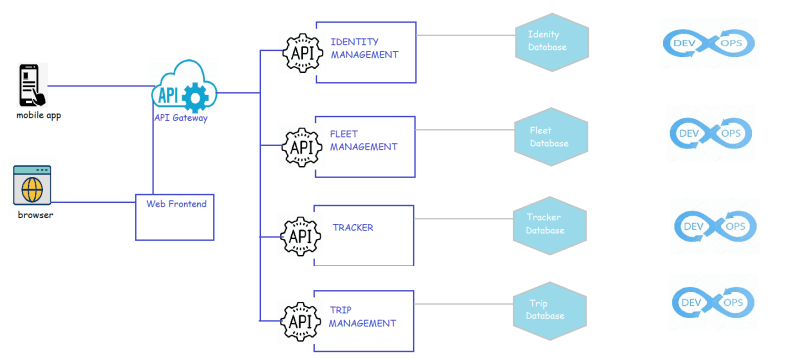 mobile app
browser
API
API Gateway
Web Frontend
API
IDENTITY
MANAGEMENT
Idenity
Database
DEV OPS
API
FLEET
MANAGEMENT
Fleet
Database
DEV OPS
API
TRACKER
Tracker
Database
DEV OPS
API
TRIP
MANAGEMENT
Trip
Database
DEV OPS